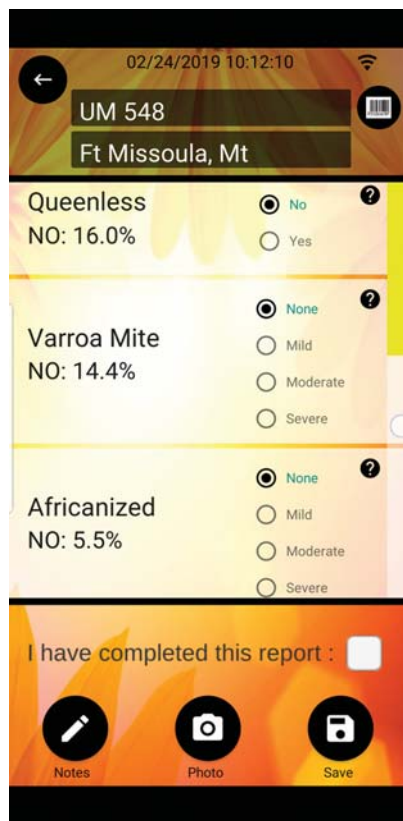 02/24/2019 10:12:10
UM 548
Ft Missoula, Mt
Queenless
NO: 16.0%
No
Yes
Varroa Mite
NO: 14.4%
None
Mild
Moderate
Severe
Africanized
NO: 5.5%
None
Mild
Moderate
Severe
I have completed this report :
Notes Photo Save